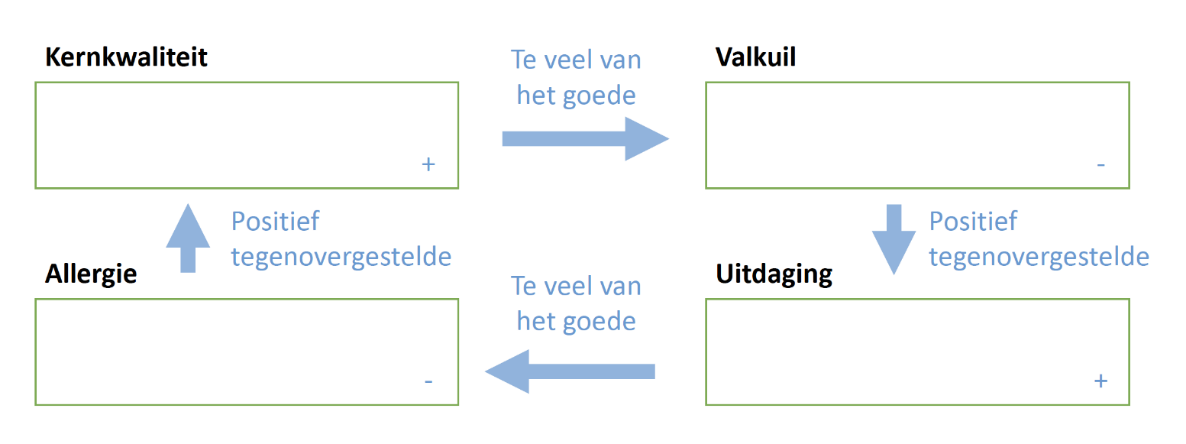 Kernkwaliteit
+
Te veel van
het goede
Valkuil
-
Positief
tegenovergestelde
Positief
tegenovergestelde
Allergie
-
Te veel van
het goede
Uitdaging
+